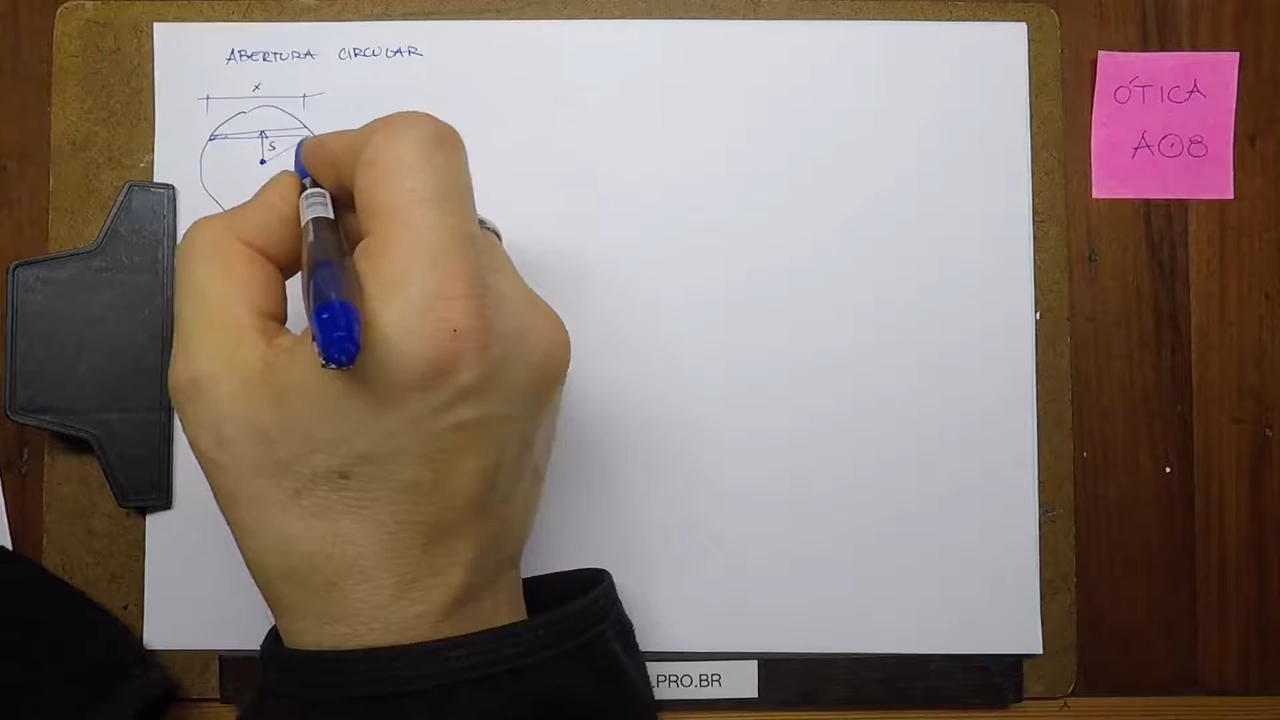 ABERTURA CIRCULAR
x
s
ÓTICA
A08
.PRO.BR